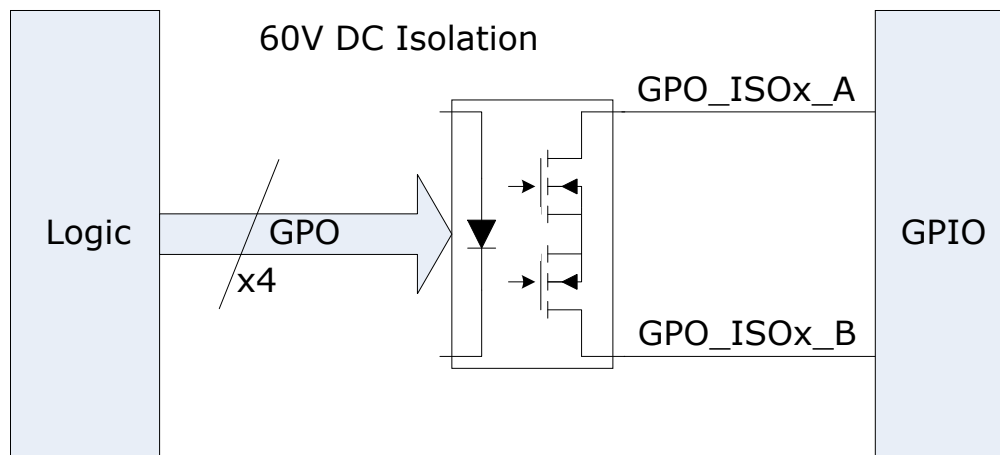 60V DC Isolation
GPO_ISOx_A
Logic
GPO
x4
GPIO
GPO_ISOx_B